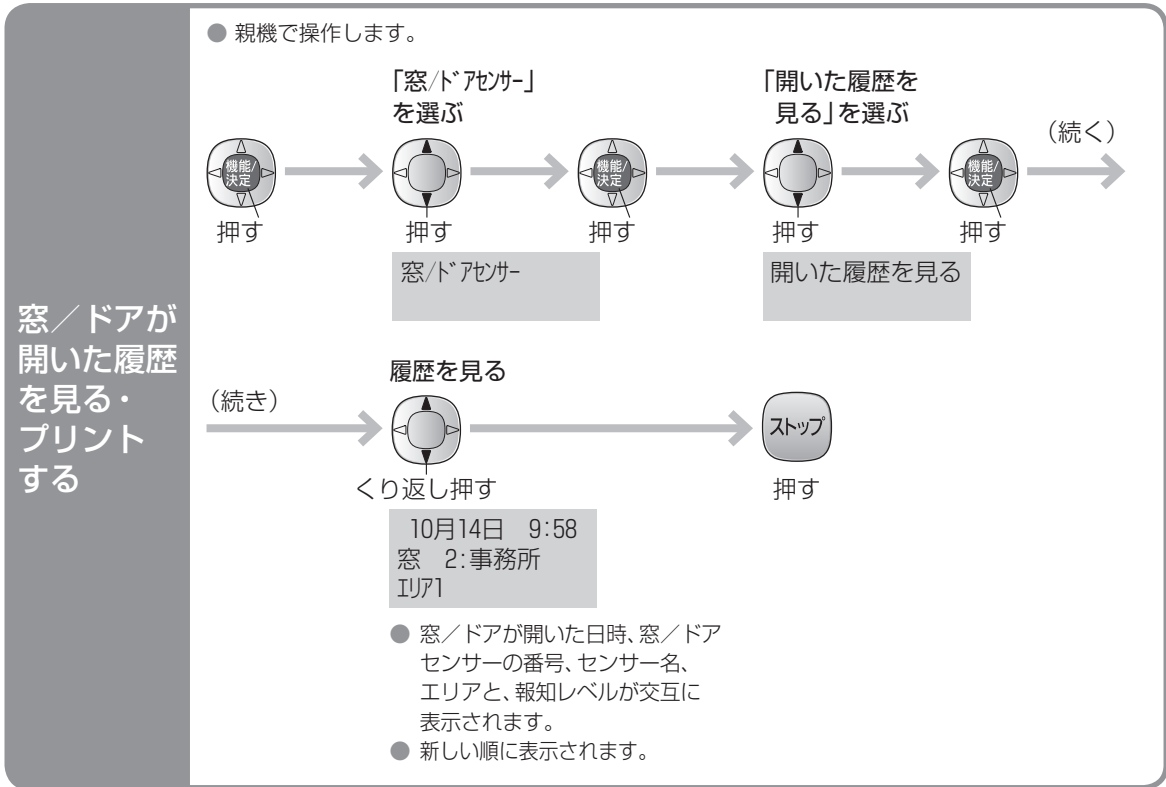 窓／ドアが
開いた履歴
を見る・
プリント
する
● 親機で操作します。
「窓/ﾄﾞｱｾﾝｻｰ」
を選ぶ
「開いた履歴を
見る」を選ぶ
（続く）
機能/
決定
機能/
決定
機能/
決定
押す
押す
押す
押す
押す
窓/ﾄﾞｱｾﾝｻｰ
開いた履歴を見る
（続き）
履歴を見る
ストップ
くり返し押す
押す
10月14日 9:58
窓 2:事務所
ｴﾘｱ1
● 窓／ドアが開いた日時、窓／ドア
センサーの番号、センサー名、
エリアと、報知レベルが交互に
表示されます。
● 新しい順に表示されます。